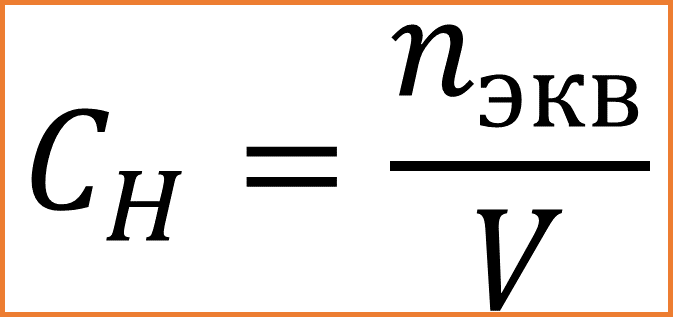 C_H = n_экв / V